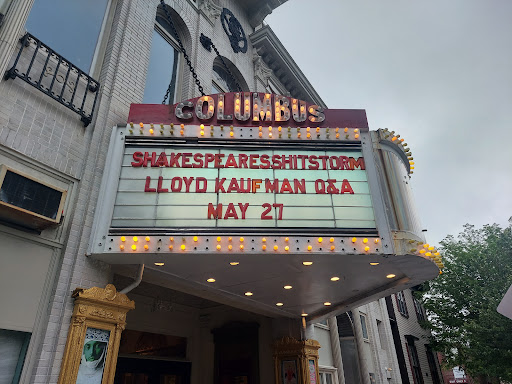 COLUMBUS
SHAKESPEARESSHITSTORM
LLOYD KAUFMAN Q&A
MAY 27